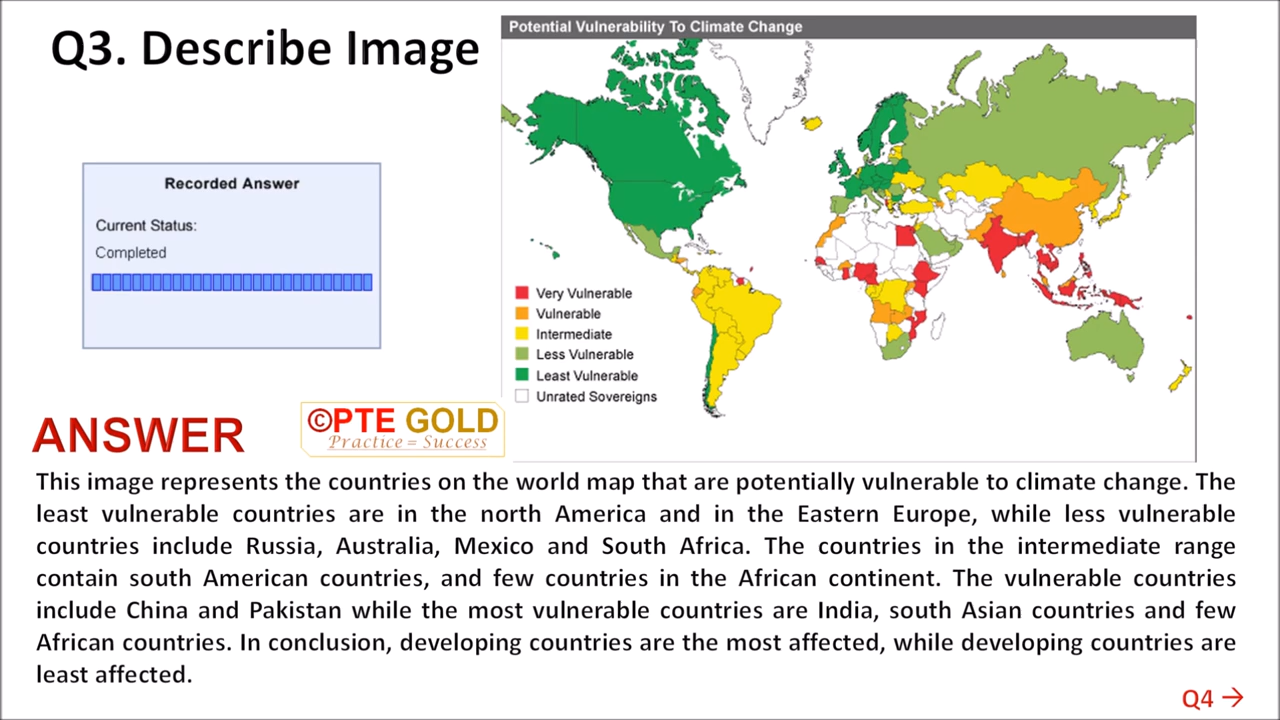 Q3. Describe Image
Potential Vulnerability To Climate Change
Recorded Answer
Current Status:
Completed
Very Vulnerable
Vulnerable
Intermediate
Less Vulnerable
Least Vulnerable
Unrated Sovereigns
ANSWER
©PTE GOLD
Practice = Success
This image represents the countries on the world map that are potentially vulnerable to climate change. The
least vulnerable countries are in the north America and in the Eastern Europe, while less vulnerable
countries include Russia, Australia, Mexico and South Africa. The countries in the intermediate range
contain south American countries, and few countries in the African continent. The vulnerable countries
include China and Pakistan while the most vulnerable countries are India, south Asian countries and few
African countries. In conclusion, developing countries are the most affected, while developing countries are
least affected.
Q4 →